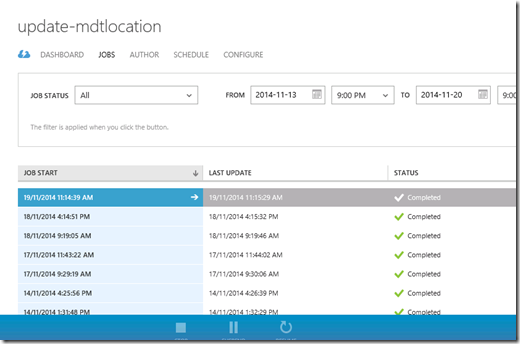 update-mdtlocation
DASHBOARD JOBS AUTHOR SCHEDULE CONFIGURE
JOB STATUS All FROM 2014-11-13 9:00 PM TO 2014-11-20 9:00
The filter is applied when you click the button.
JOB START LAST UPDATE STATUS
19/11/2014 11:14:39 AM 19/11/2014 11:15:29 AM Completed
18/11/2014 4:14:51 PM 18/11/2014 4:15:32 PM Completed
18/11/2014 9:19:05 AM 18/11/2014 9:19:46 AM Completed
17/11/2014 11:43:22 AM 17/11/2014 11:44:02 AM Completed
17/11/2014 9:29:19 AM 17/11/2014 9:30:06 AM Completed
14/11/2014 4:25:56 PM 14/11/2014 4:26:39 PM Completed
14/11/2014 1:31:48 PM 14/11/2014 1:32:29 PM Completed